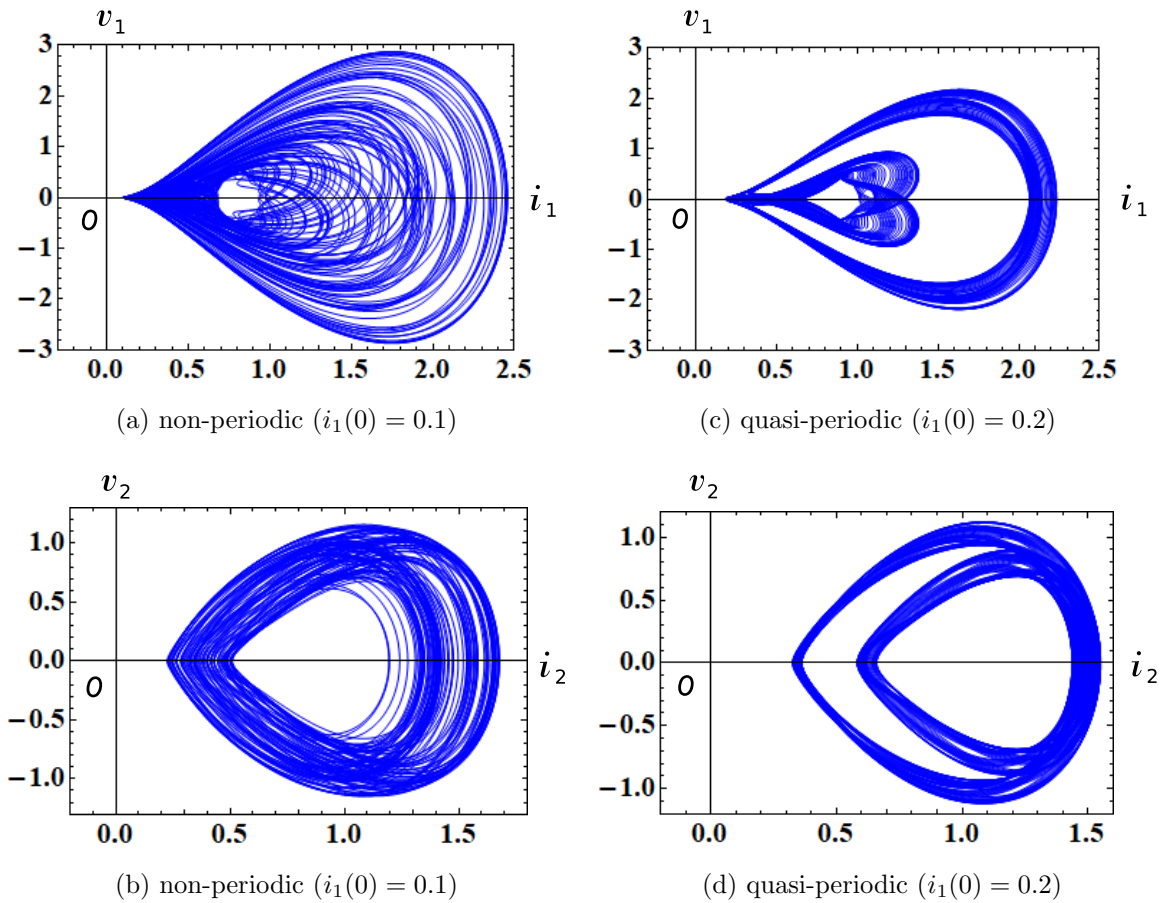 v1
3
2
1
0
−1
−2
−3
O
i1
0.0 0.5 1.0 1.5 2.0 2.5
(a) non-periodic (i1(0) = 0.1)
v1
3
2
1
0
−1
−2
−3
O
i1
0.0 0.5 1.0 1.5 2.0 2.5
(c) quasi-periodic (i1(0) = 0.2)
v2
1.0
0.5
0.0
−0.5
−1.0
O
i2
0.0 0.5 1.0 1.5
(b) non-periodic (i1(0) = 0.1)
v2
1.0
0.5
0.0
−0.5
−1.0
O
i2
0.0 0.5 1.0 1.5
(d) quasi-periodic (i1(0) = 0.2)